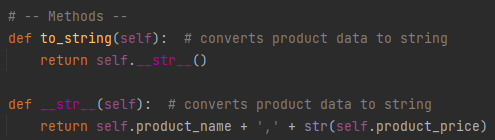 # -- Methods --
def to_string(self):  # converts product data to string
    return self.__str__()
def __str__(self):  # converts product data to string
    return self.product_name + ',' + str(self.product_price)